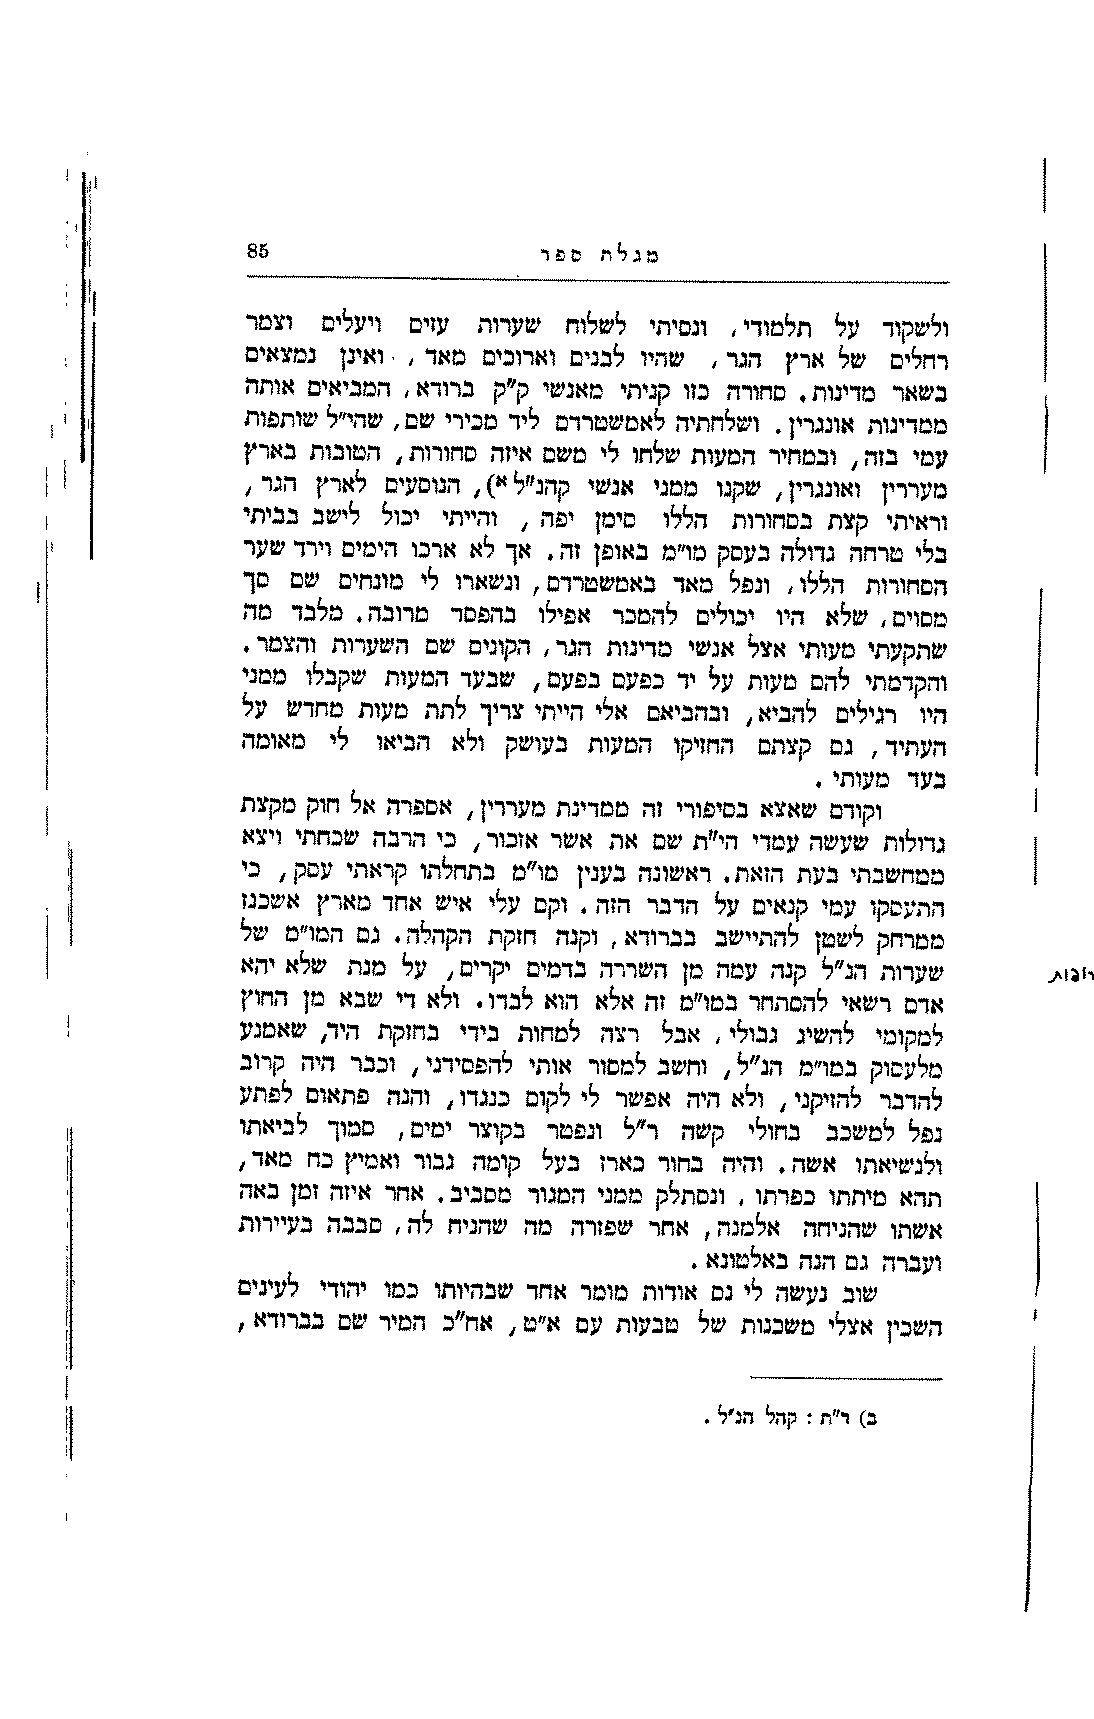 מגלת ספר 85
ולשקוד על תלמודי, ונסיתי לשלוח שערות עזים ויעלים וצמר
רחלים של ארץ הגר, שהיו לבנים וארוכים מאד, ואינן נמצאים
בשאר מדינות. סחורה כזו קניתי מאנשי ק"ק ברודא, המביאים אותה
ממדינות אונגרין. ושלחתיה לאמשטרדם ליד מכירי שם, שהי"ל שותפות
עמי בזה, ובמחיר המעות שלחו לי משם איזה סחורות, הטובות בארץ
מעררין ואונגרין, שקנו ממני אנשי קהנ"ל א), הנוסעים לארץ הגר,
וראיתי קצת בסחורות הללו סימן יפה, והייתי יכול לישב בביתי
בלי טרחה גדולה בעסק מו"מ באופן זה. אך לא ארכו הימים וירד שער
הסחורות הללו, ונפל מאד באמשטרדם, ונשארו לי מונחים שם סך
מסוים, שלא היו יכולים להמכר אפילו בהפסד מרובה. מלבד מה
שתקעתי מעותי אצל אנשי מדינות הגר, הקונים שם השערות והצמר.
והקדמתי להם מעות על יד כפעם בפעם, שבעד המעות שקבלו ממני
היו רגילים להביא, ובהביאם אלי הייתי צריך לתת מעות מחדש על
העתיד, גם קצתם החזיקו המעות בעושק ולא הביאו לי מאומה
בעד מעותי.
וקודם שאצא בסיפורי זה ממדינת מעררין, אספרה אל חוק מקצת
גדולות שעשה עמדי הי"ת שם את אשר אזכור, כי הרבה שכחתי ויצא
ממחשבתי בעת הזאת. ראשונה בענין מו"מ בתחלתו קראתי עסק, כי
התעסקו עמי קנאים על הדבר הזה. וקם עלי איש אחד מארץ אשכנז
ממרחק לשטן להתיישב בברודא, וקנה חזקת הקהלה. גם המו"מ של
שערות הנ"ל קנה עמה מן השררה בדמים יקרים, על מנת שלא יהא
אדם רשאי להסתחר במו"מ זה אלא הוא לבדו. ולא די שבא מן החוץ
למקומי להשיג גבולי, אבל רצה למחות בידי בחזקת היד, שאמנע
מלעסוק במו"מ הנ"ל, וחשב למסור אותי להפסידני, וכבר היה קרוב
להדבר להזיקני, ולא היה אפשר לי לקום כנגדו, והנה פתאום לפתע
נפל למשכב בחולי קשה ר"ל ונפטר בקוצר ימים, סמוך לביאתו
ולנשיאתו אשה. והיה בחור כארז בעל קומה גבור ואמיץ כח מאד,
תהא מיתתו כפרתו, ונסתלק ממני המגור מסביב. אחר איזה זמן באה
אשתו שהניחה אלמנה, אחר שפזרה מה שהניח לה, סבבה בעיירות
ועברה גם הנה באלטונא.
שוב נעשה לי גם אודות מומר אחד שבהיותו כמו יהודי לעינים
השכין אצלי משכנות של טבעות עם א"ט, אח"כ המיר שם בברודא,
ב) ר"ת: קהל הנ"ל.